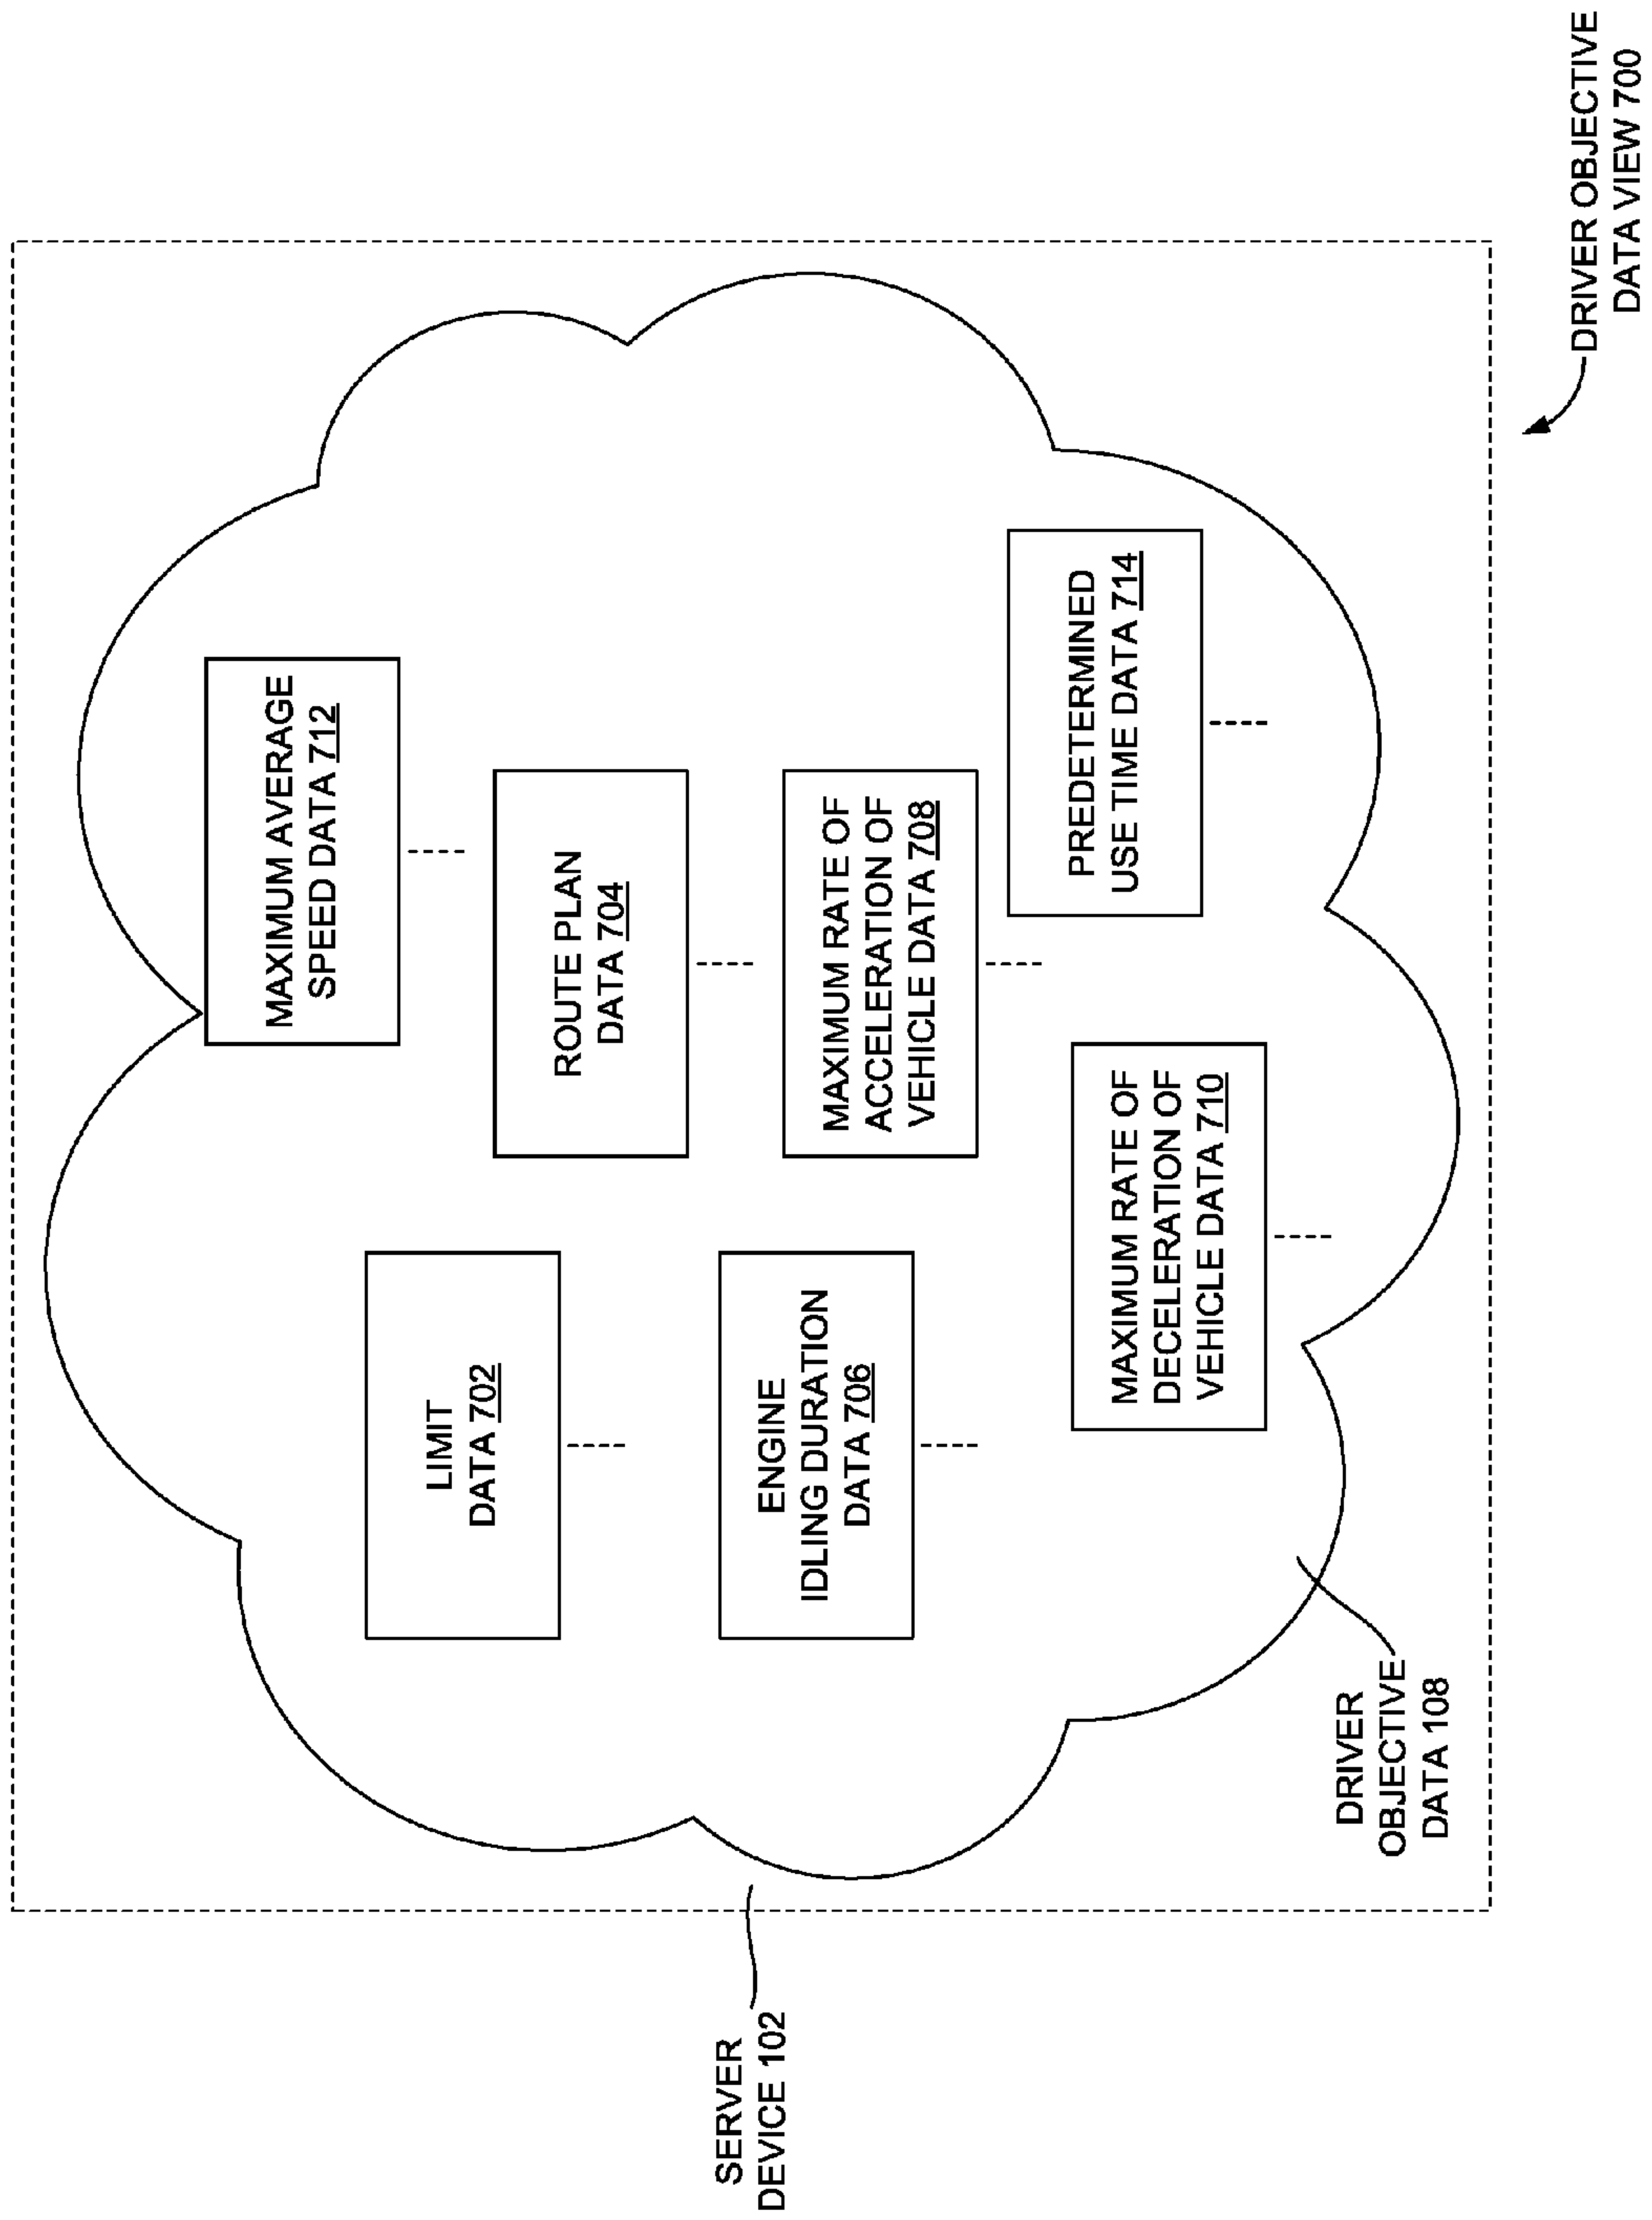 MAXIMUM AVERAGE
SPEED DATA 712
LIMIT
DATA 702
ROUTE PLAN
DATA 704
ENGINE
IDLING DURATION
DATA 706
MAXIMUM RATE OF
ACCELERATION OF
VEHICLE DATA 708
PREDETERMINED
USE TIME DATA 714
MAXIMUM RATE OF
DECELERATION OF
VEHICLE DATA 710
SERVER
DEVICE 102
DRIVER
OBJECTIVE
DATA 108
DRIVER OBJECTIVE
DATA VIEW 700